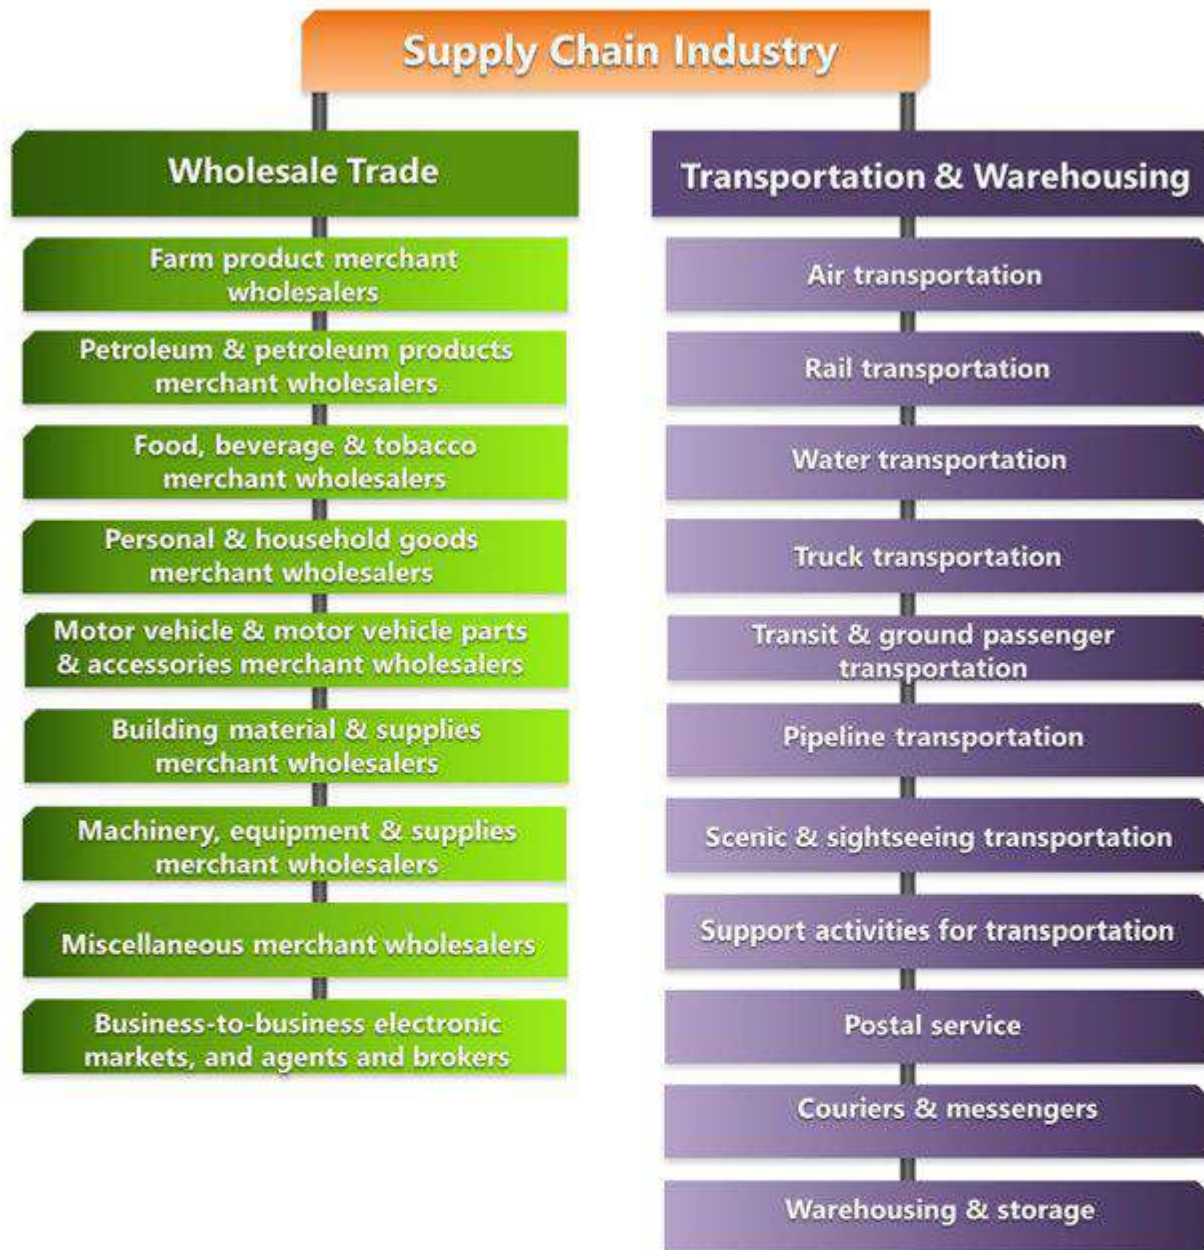 Supply Chain Industry
Wholesale Trade
Farm product merchant
wholesalers
Petroleum & petroleum products
merchant wholesalers
Food, beverage & tobacco
merchant wholesalers
Personal & household goods
merchant wholesalers
Motor vehicle & motor vehicle parts
& accessories merchant wholesalers
Building material & supplies
merchant wholesalers
Machinery, equipment & supplies
merchant wholesalers
Miscellaneous merchant wholesalers
Business-to-business electronic
markets, and agents and brokers
Transportation & Warehousing
Air transportation
Rail transportation
Water transportation
Truck transportation
Transit & ground passenger
transportation
Pipeline transportation
Scenic & sightseeing transportation
Support activities for transportation
Postal service
Couriers & messengers
Warehousing & storage